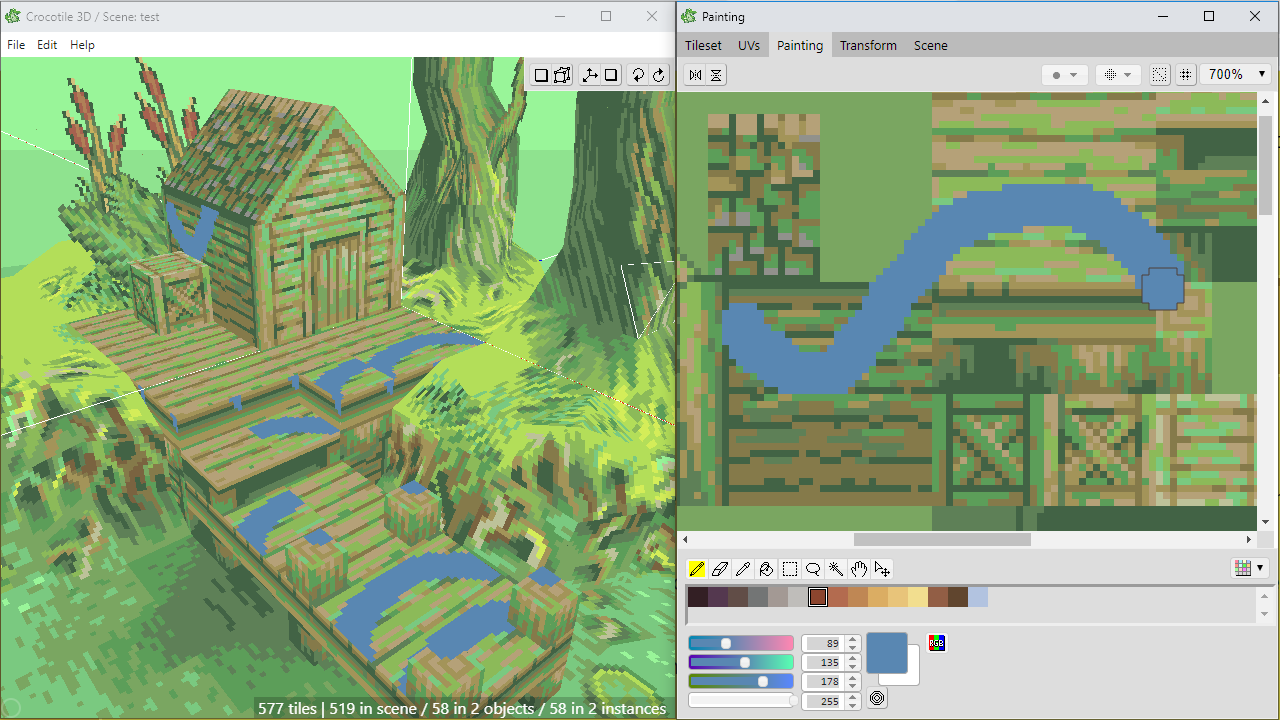 Crocotile 3D / Scene: test
File Edit Help
577 tiles | 519 in scene / 58 in 2 objects / 58 in 2 instances
Painting
Tileset UVs Painting Transform Scene
700%
89
135
178
255
RGB